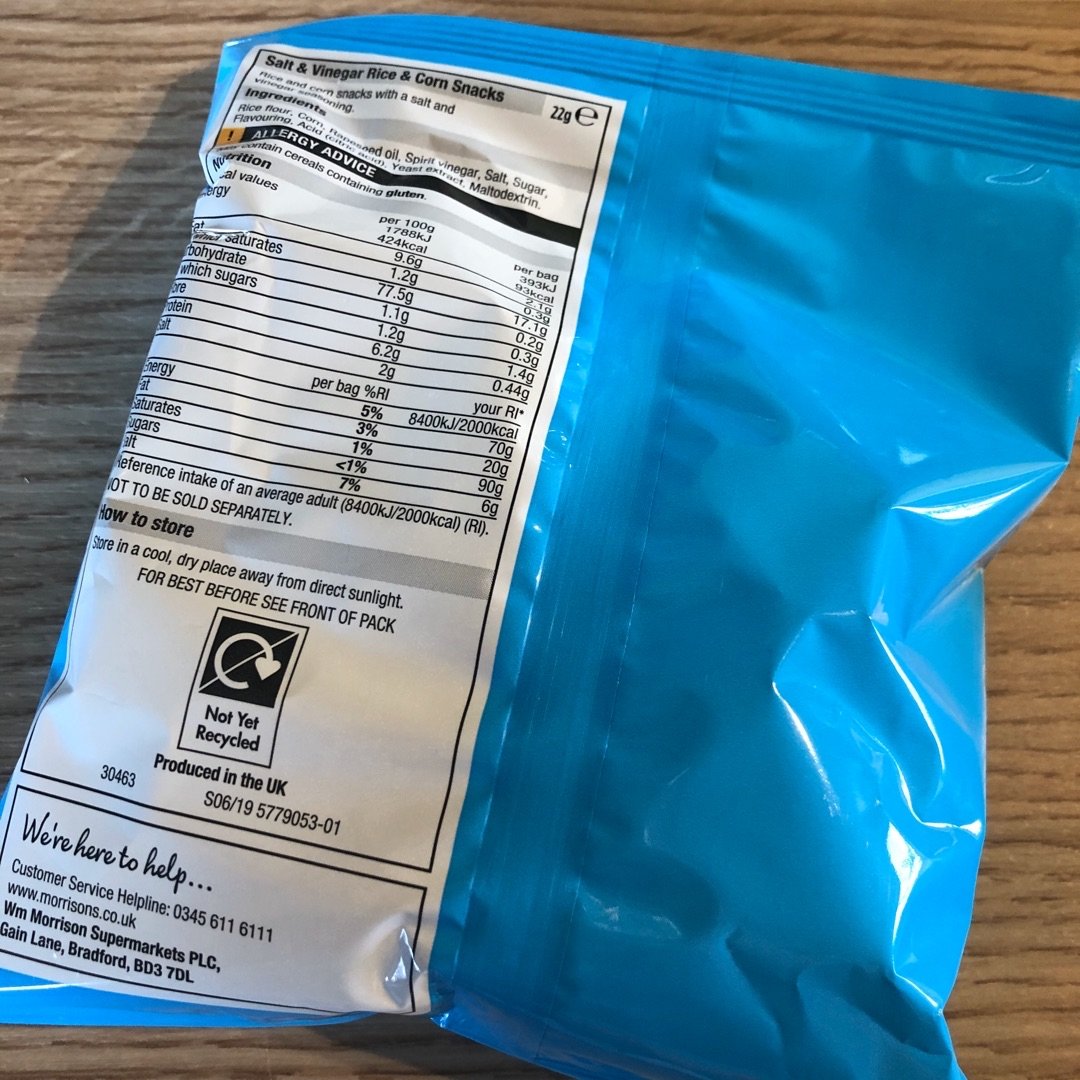 Salt & Vinegar Rice & Corn Snacks
22g e
Rice and corn snacks with a salt and
vinegar seasoning.
Ingredients
Rice flour, Corn, Rapeseed oil, Spirit vinegar, Salt, Sugar,
Flavouring, Acid (citric acid), Yeast extract, Maltodextrin.
! ALLERGY ADVICE
contain cereals containing gluten.
Nutrition
per 100g per bag
1788kJ 393kJ
424kcal 93kcal
9.6g 2.1g
saturates 1.2g 0.3g
77.5g 17.1g
which sugars 1.1g 0.2g
1.2g 0.3g
6.2g 1.4g
2g 0.44g
per bag %RI your RI*
5% 8400kJ/2000kcal
3% 70g
1% 20g
<1% 90g
7% 6g
intake of an average adult (8400kJ/2000kcal) (RI).
NOT TO BE SOLD SEPARATELY.
How to store
Store in a cool, dry place away from direct sunlight.
FOR BEST BEFORE SEE FRONT OF PACK
Not Yet
Recycled
Produced in the UK
30463 S06/19 5779053-01
We're here to help...
Customer Service Helpline: 0345 611 6111
www.morrisons.co.uk
Wm Morrison Supermarkets PLC,
Gain Lane, Bradford, BD3 7DL